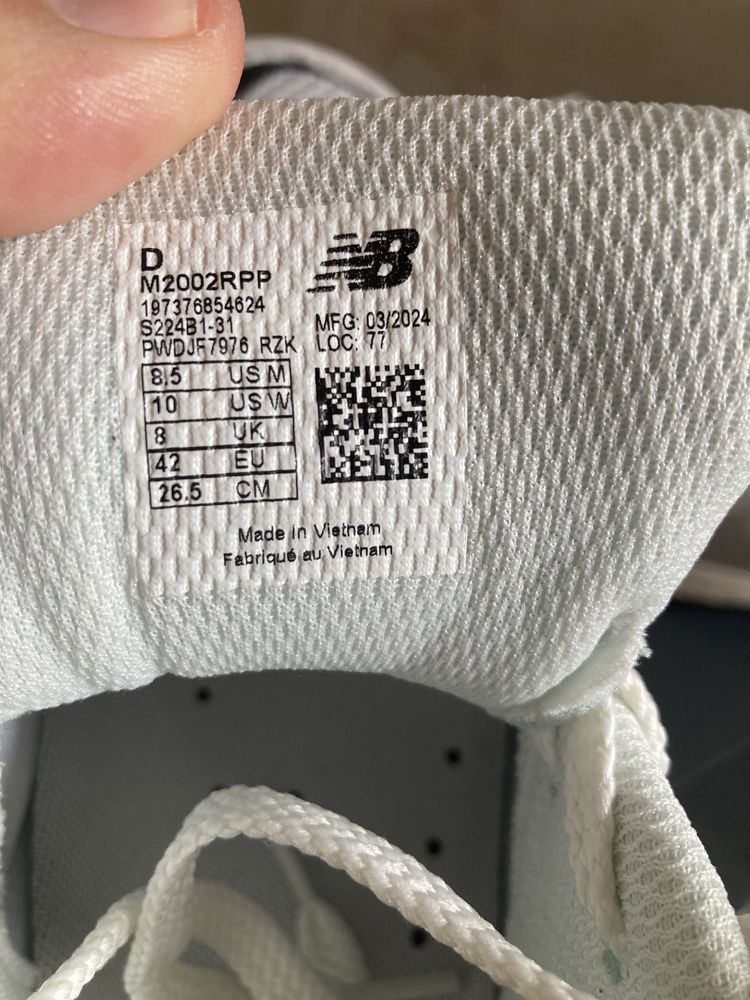 D
M2002RPP
197376854624
S224B1-31
PWDJF7976 RZK
NB
MFG: 03/2024
LOC: 77
8.5 US M
10 US W
8 UK
42 EU
26.5 CM
Made in Vietnam
Fabriqué au Vietnam